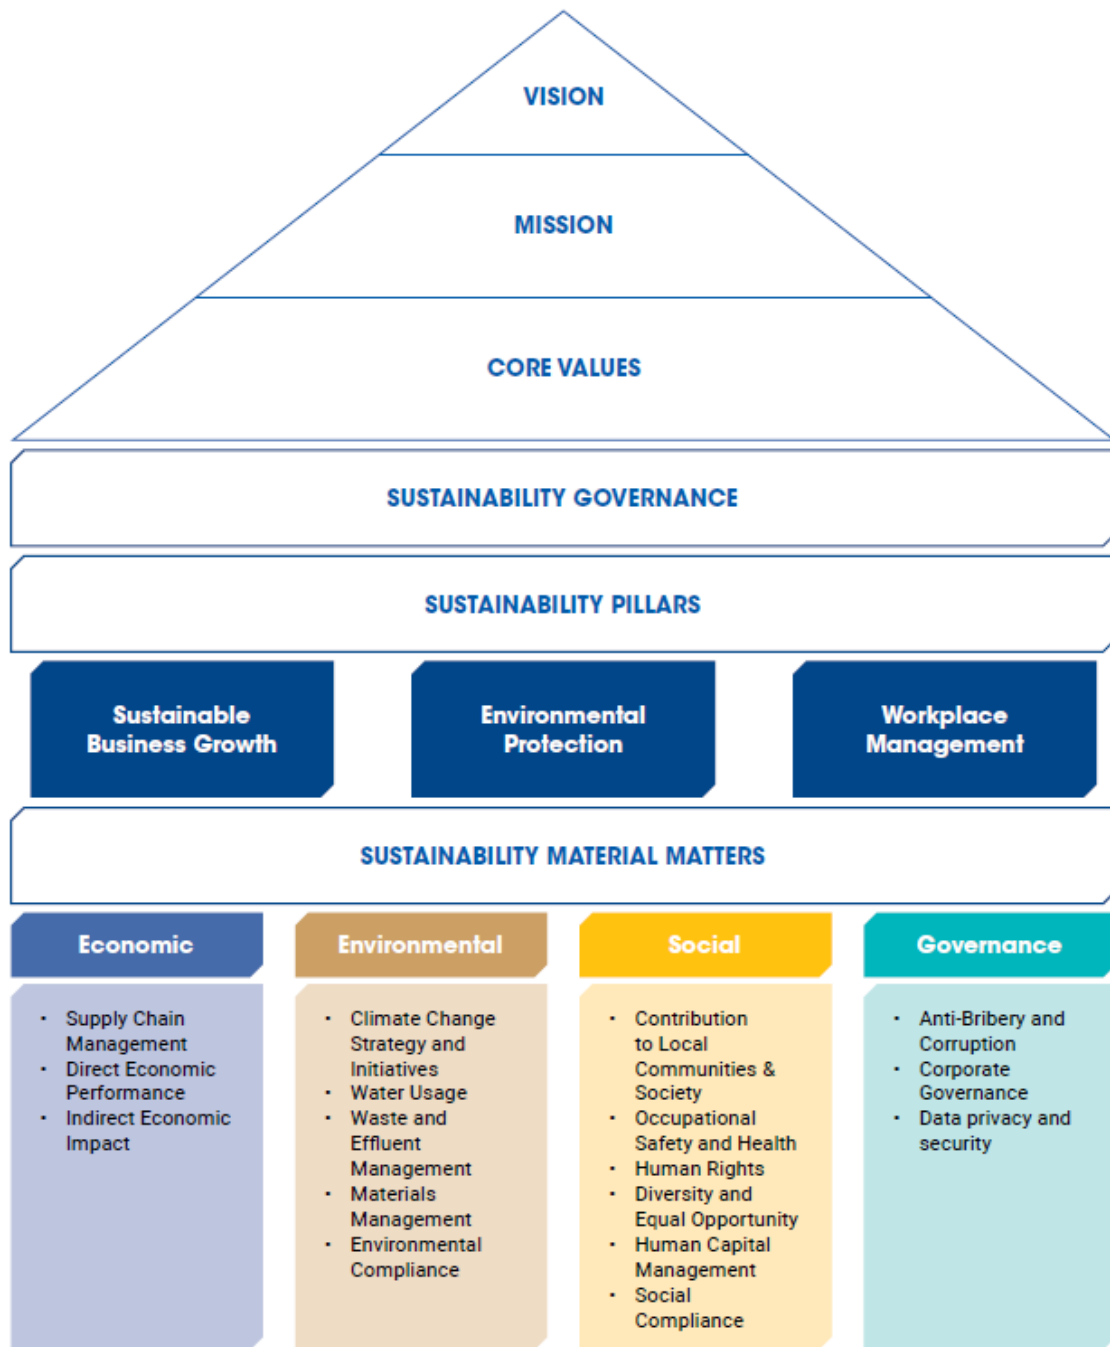 VISION
MISSION
CORE VALUES
SUSTAINABILITY GOVERNANCE
SUSTAINABILITY PILLARS
Sustainable
Business Growth
Environmental
Protection
Workplace
Management
SUSTAINABILITY MATERIAL MATTERS
Economic
• Supply Chain
Management
• Direct Economic
Performance
• Indirect Economic
Impact
Environmental
• Climate Change
Strategy and
Initiatives
• Water Usage
• Waste and
Effluent
Management
• Materials
Management
• Environmental
Compliance
Social
• Contribution
to Local
Communities &
Society
• Occupational
Safety and Health
• Human Rights
• Diversity and
Equal Opportunity
• Human Capital
Management
• Social
Compliance
Governance
• Anti-Bribery and
Corruption
• Corporate
Governance
• Data privacy and
security